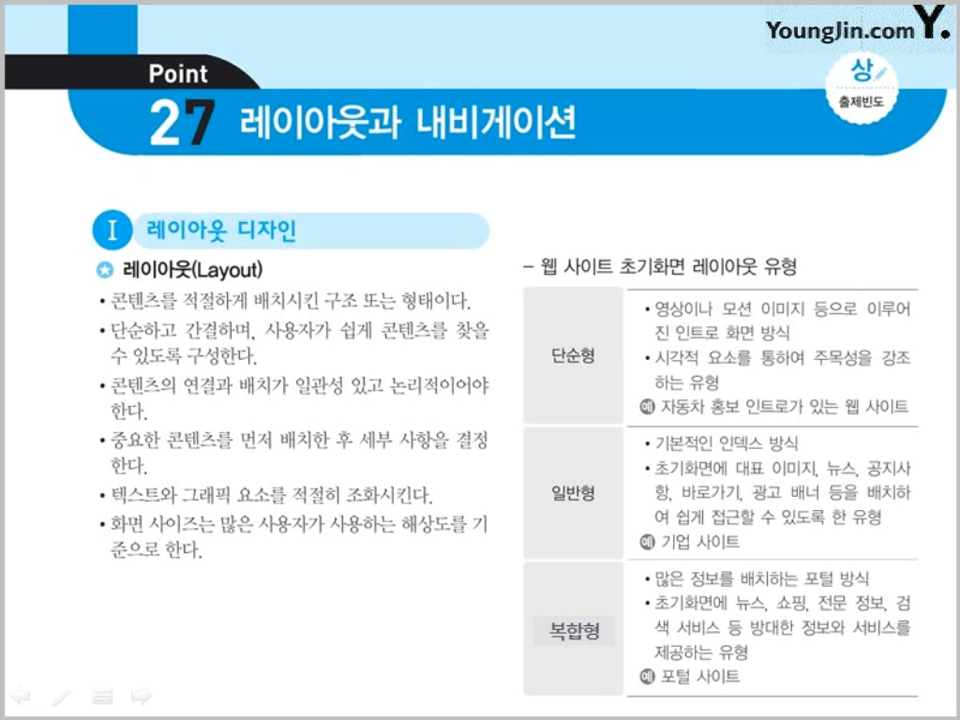 YoungJin.com Y.
Point
27 레이아웃과 내비게이션
상
출제빈도
I 레이아웃 디자인
레이아웃(Layout)
• 콘텐츠를 적절하게 배치시킨 구조 또는 형태이다.
• 단순하고 간결하며, 사용자가 쉽게 콘텐츠를 찾을
수 있도록 구성한다.
• 콘텐츠의 연결과 배치가 일관성 있고 논리적이어야
한다.
• 중요한 콘텐츠를 먼저 배치한 후 세부 사항을 결정
한다.
• 텍스트와 그래픽 요소를 적절히 조화시킨다.
• 화면 사이즈는 많은 사용자가 사용하는 해상도를 기
준으로 한다.
– 웹 사이트 초기화면 레이아웃 유형
단순형
• 영상이나 모션 이미지 등으로 이루어
진 인트로 화면 방식
• 시각적 요소를 통하여 주목성을 강조
하는 유형
예 자동차 홍보 인트로가 있는 웹 사이트
일반형
• 기본적인 인덱스 방식
• 초기화면에 대표 이미지, 뉴스, 공지사
항, 바로가기, 광고 배너 등을 배치하
여 쉽게 접근할 수 있도록 한 유형
예 기업 사이트
복합형
• 많은 정보를 배치하는 포털 방식
• 초기화면에 뉴스, 쇼핑, 전문 정보, 검
색 서비스 등 방대한 정보와 서비스를
제공하는 유형
예 포털 사이트